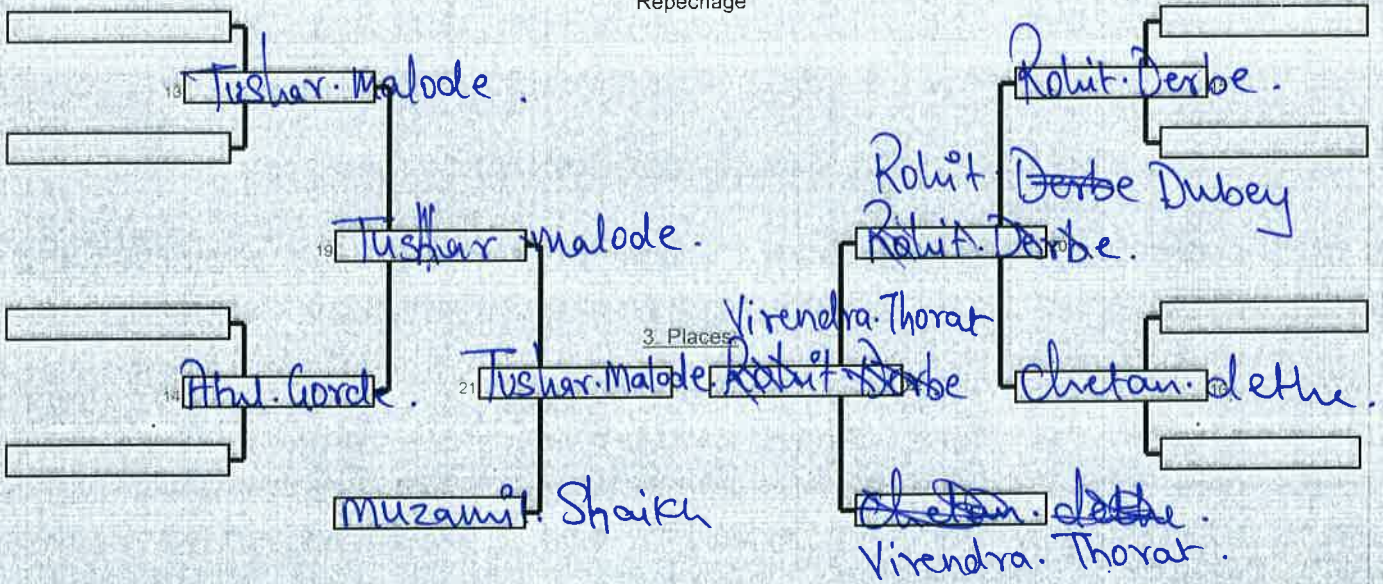 Repechage
13 Tushar. Malode.
Rohit. Derbe.
Rohit Derbe Dubey
19 Tushar malode.
Rohit. Derbe.
Virendra. Thorat
3. Places
14 Atul. Gorde.
21 Tushar. Malode.
Rohit Derbe
Chetan. dethe.
Muzamil. Shaikh
Chetan. dethe.
Virendra. Thorat.